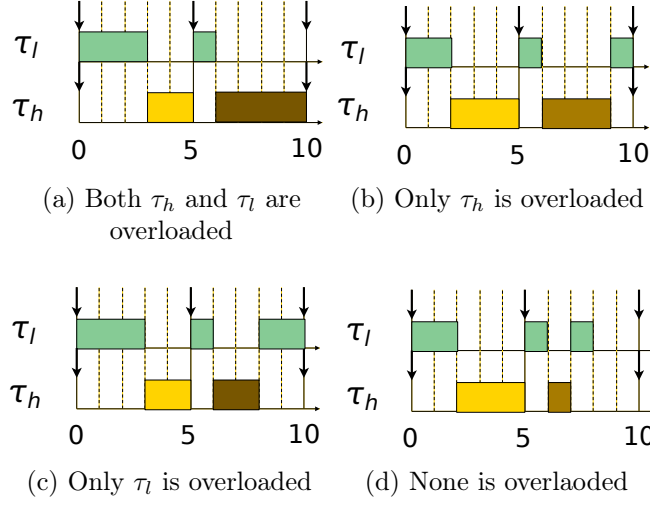 τl
τh
0 5 10
(a) Both τh and τl are
overloaded
τl
τh
0 5 10
(b) Only τh is overloaded
τl
τh
0 5 10
(c) Only τl is overloaded
τl
τh
0 5 10
(d) None is overlaoded